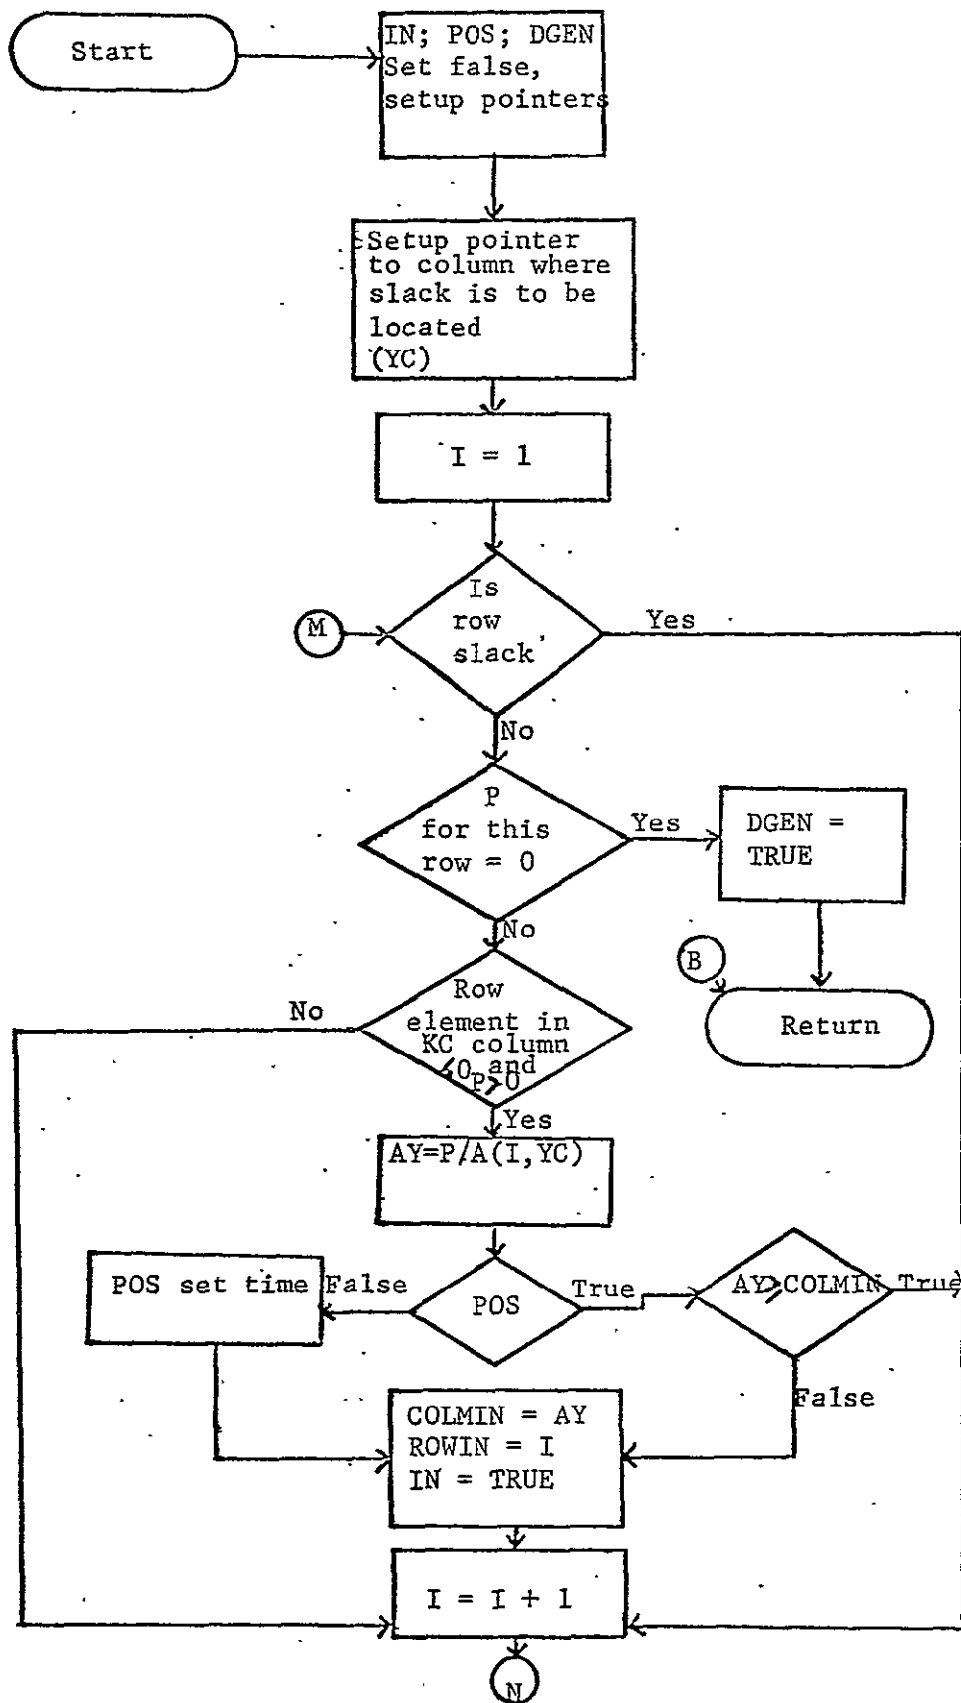 Start
IN; POS; DGEN
Set false,
setup pointers
Setup pointer
to column where
slack is to be
located
(YC)
I = 1
M
Is
row
slack
Yes
No
P
for this
row = 0
Yes
DGEN =
TRUE
No
B
Return
Row
element in
KC column
0 and
P>0
No
Yes
AY=P/A(I,YC)
POS set time
False
POS
True
AY>COLMIN
True
False
COLMIN = AY
ROWIN = I
IN = TRUE
I = I + 1
N